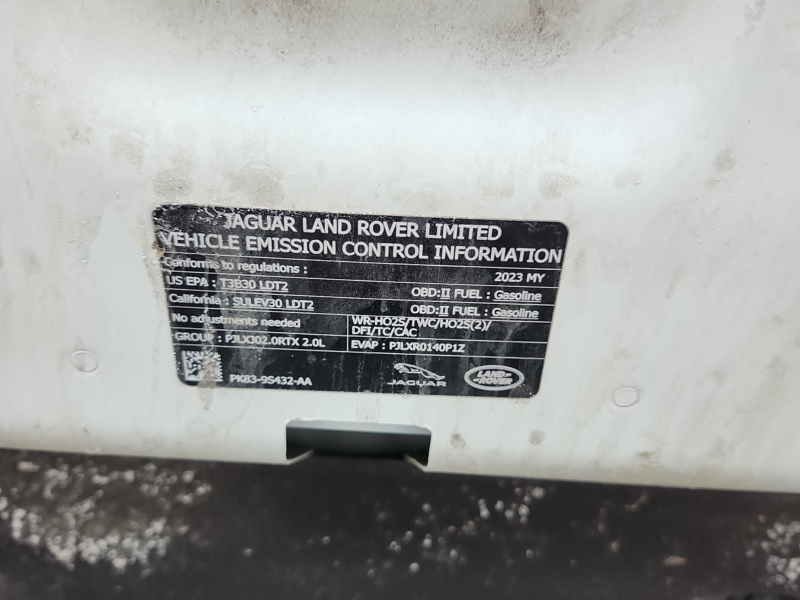 JAGUAR LAND ROVER LIMITED
VEHICLE EMISSION CONTROL INFORMATION
Conforms to regulations : 2023 MY
US EPA : T3B30 LDT2 OBD:II FUEL : Gasoline
California : SULEV30 LDT2 OBD:II FUEL : Gasoline
No adjustments needed WR-HO2S/TWC/HO2S(2)/
DFI/TC/CAC
GROUP : PJLXJ02.0RTX 2.0L EVAP : PJLXR0140P1Z
PK83-9S432-AA JAGUAR LAND ROVER